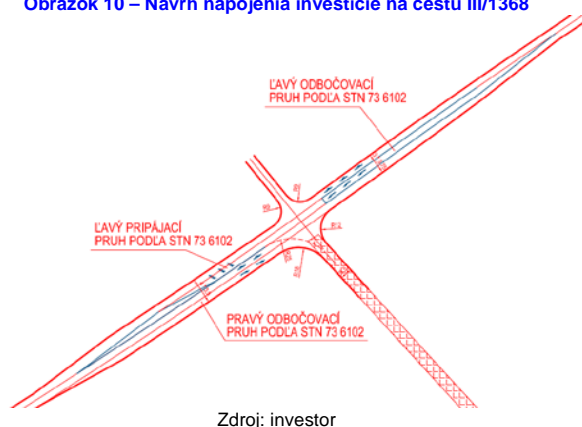 Obrázok 10 – Návrh napojenia investície na cestu III/1368
ĽAVÝ ODBOČOVACÍ
PRUH PODĽA STN 73 6102
ĽAVÝ PRIPÁJACÍ
PRUH PODĽA STN 73 6102
R12
PRAVÝ ODBOČOVACÍ
PRUH PODĽA STN 73 6102
Zdroj: investor